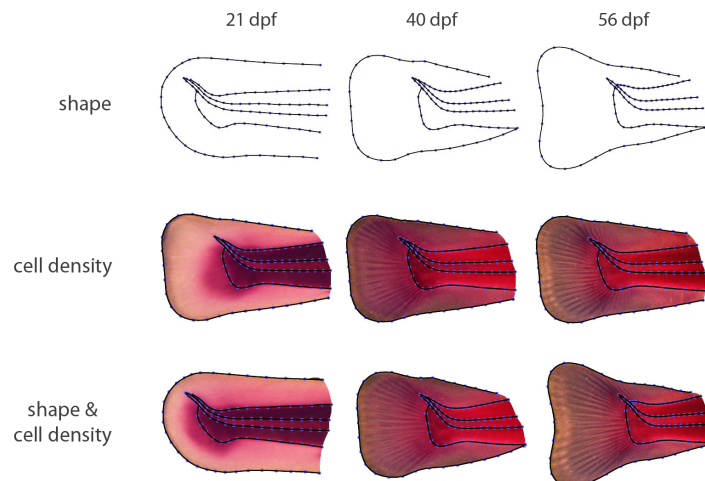 21 dpf 40 dpf 56 dpf
shape
cell density
shape &
cell density